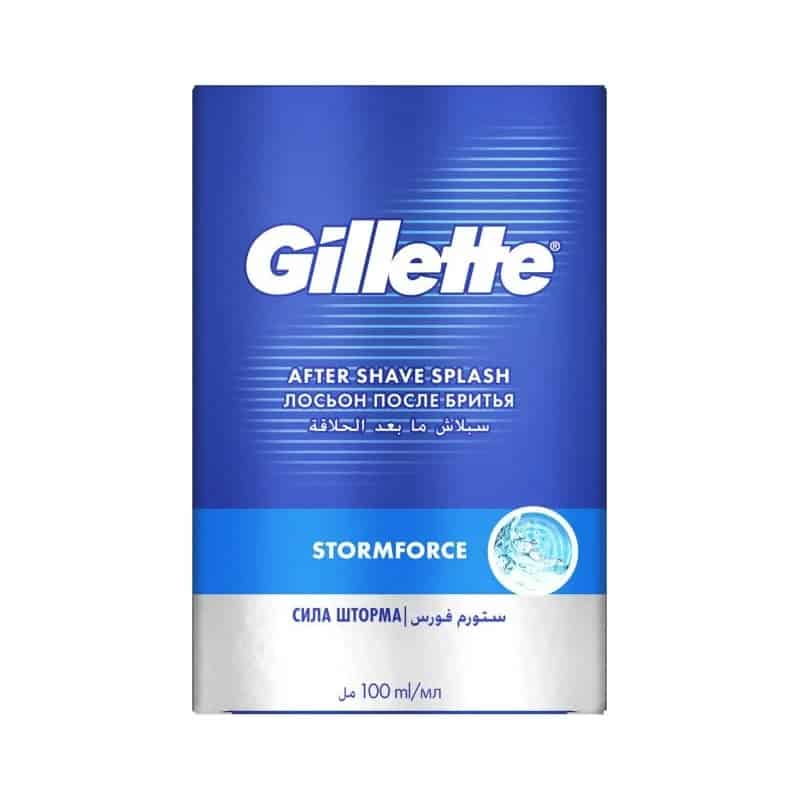 Gillette®
AFTER SHAVE SPLASH
ЛОСЬОН ПОСЛЕ БРИТЬЯ
سبلاش ما بعد الحلاقة
STORMFORCE
СИЛА ШТОРМА | ستورم فورس
100 ml/мл مل